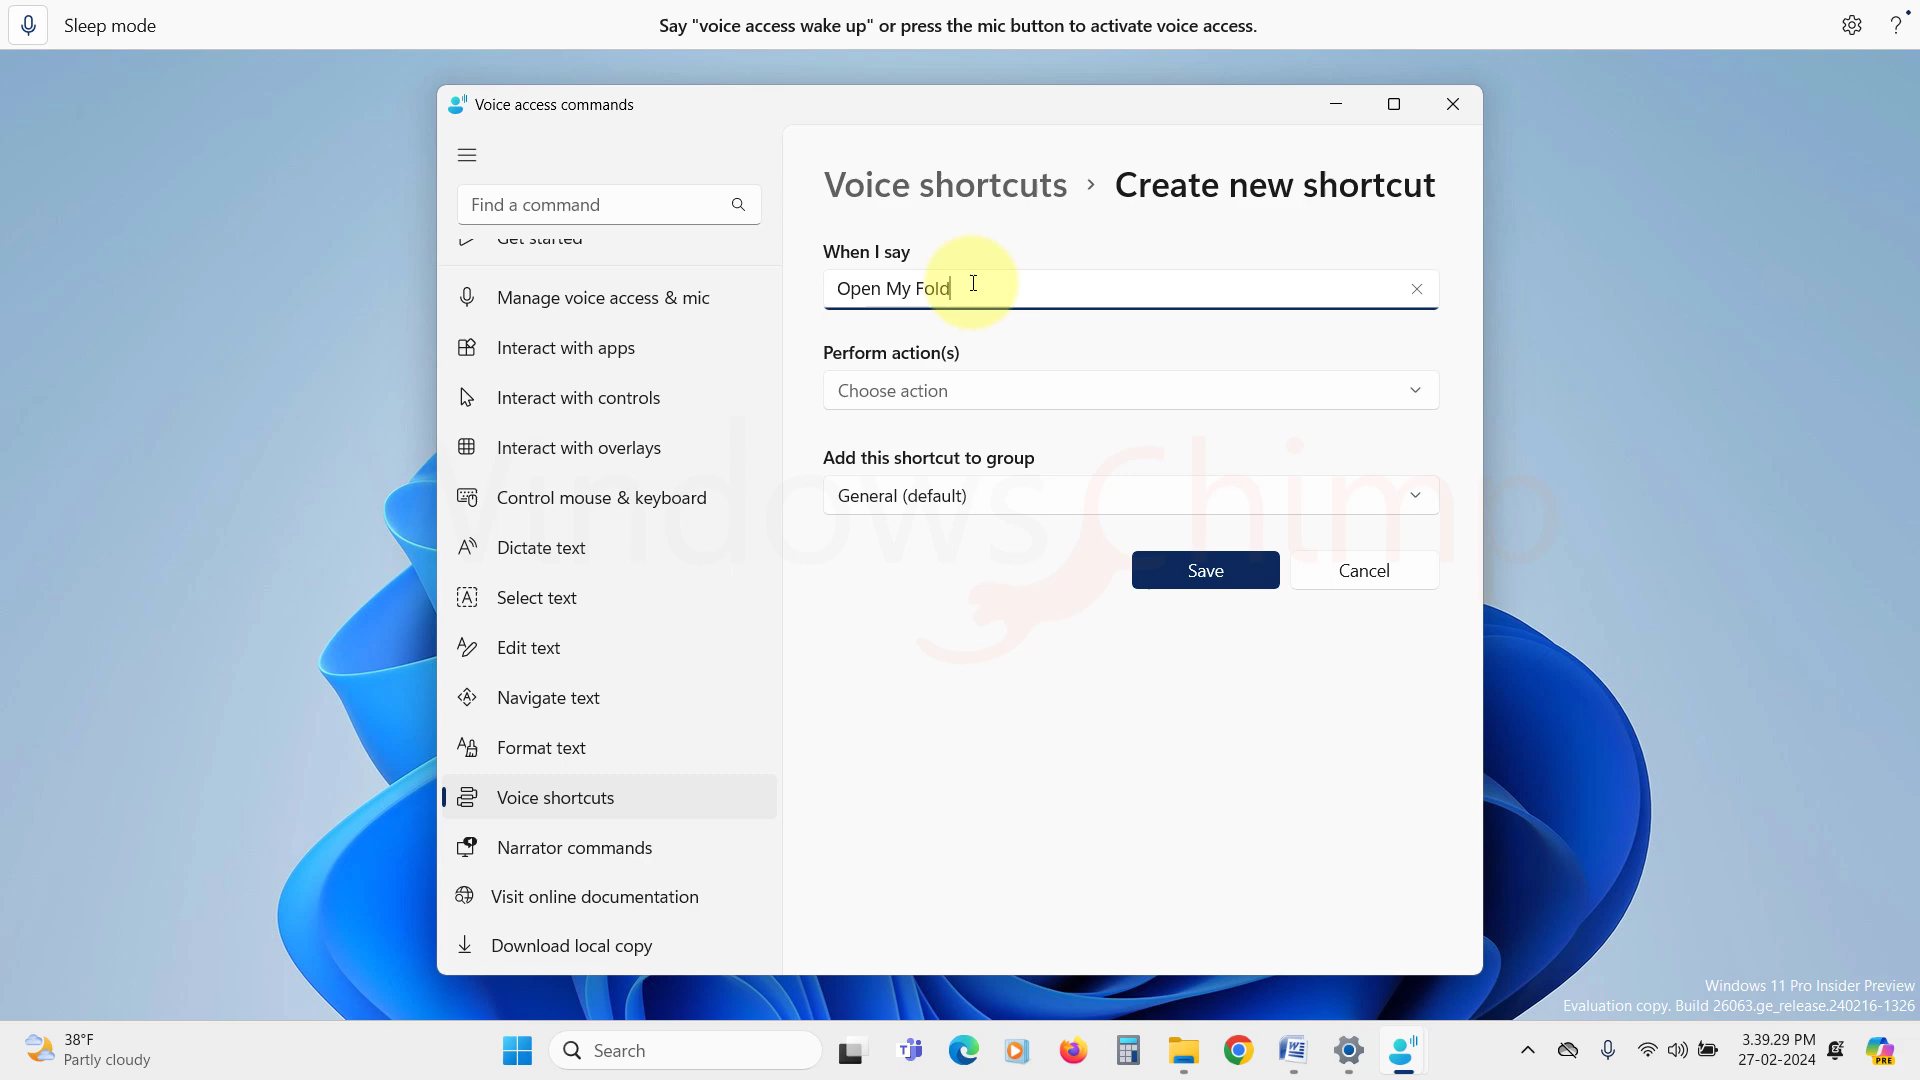 Sleep mode
Say "voice access wake up" or press the mic button to activate voice access.
Voice access commands
Find a command
Get started
Manage voice access & mic
Interact with apps
Interact with controls
Interact with overlays
Control mouse & keyboard
Dictate text
Select text
Edit text
Navigate text
Format text
Voice shortcuts
Narrator commands
Visit online documentation
Download local copy
Voice shortcuts > Create new shortcut
When I say
Open My Fold
Perform action(s)
Choose action
Add this shortcut to group
General (default)
Save
Cancel
WindowsChimp
Windows 11 Pro Insider Preview
Evaluation copy. Build 26063.ge_release.240216-1326
38°F
Partly cloudy
Search
3.39.29 PM
27-02-2024
PRE